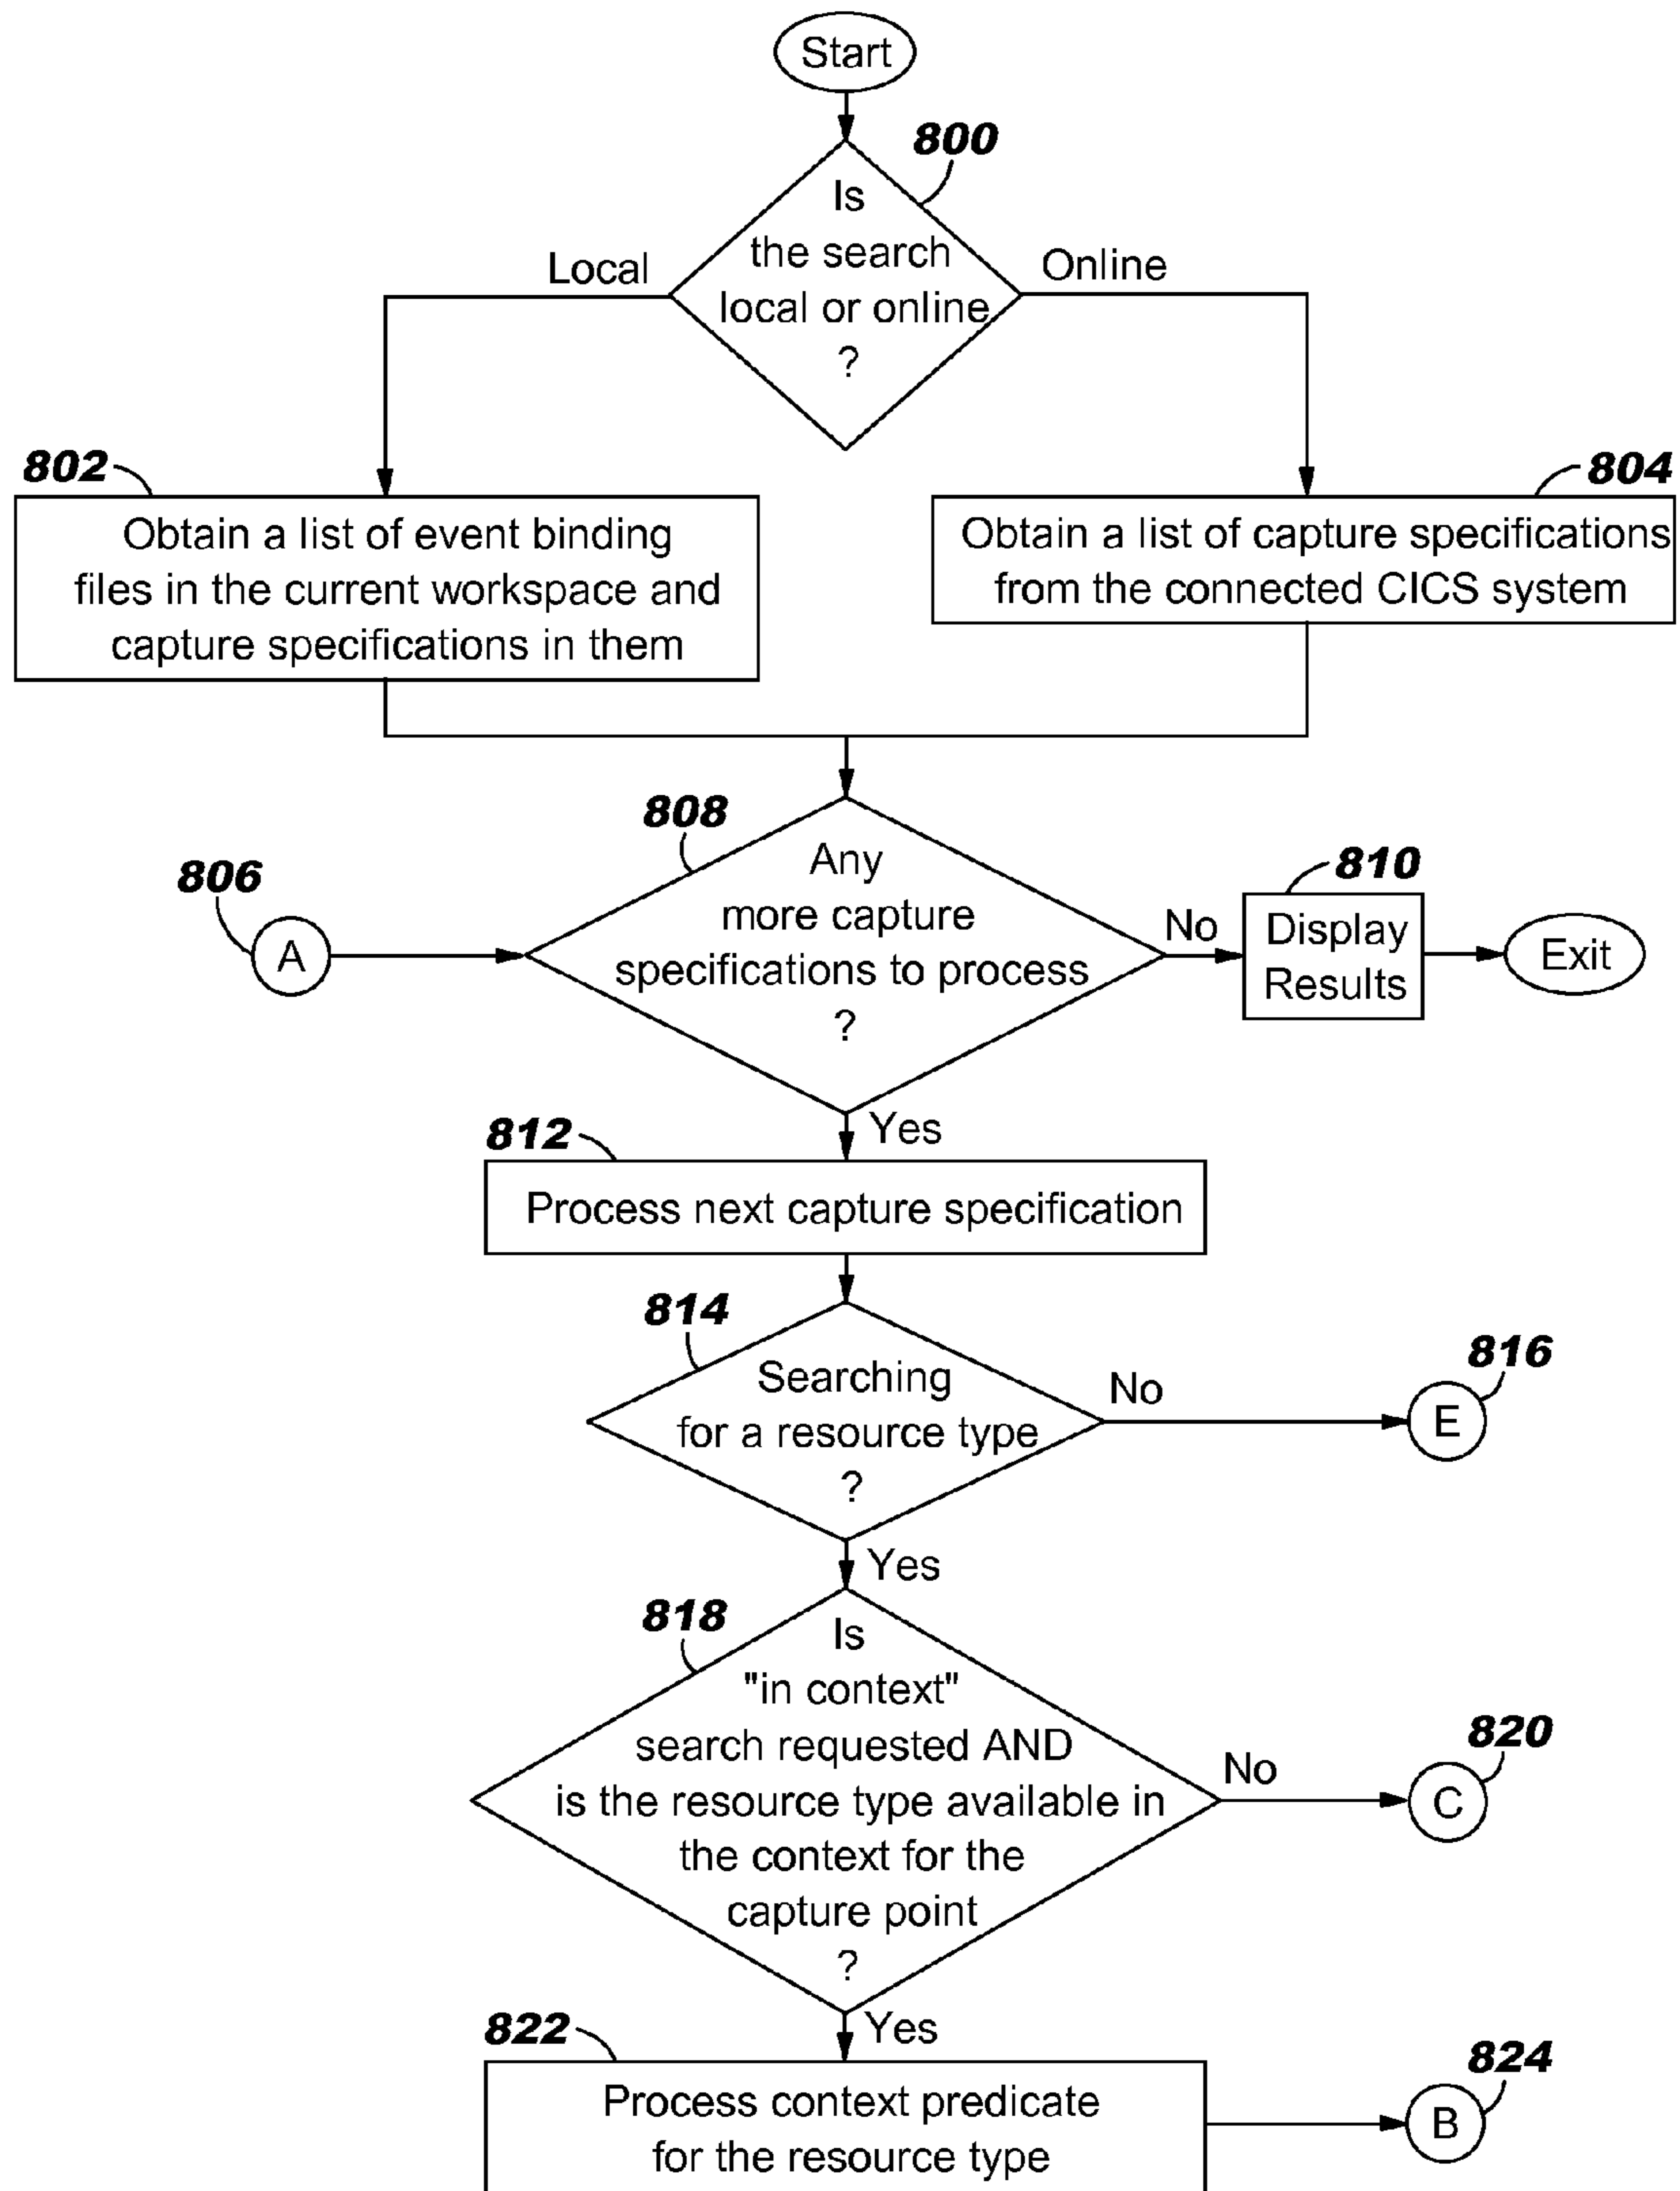 Start
800
Is
the search
local or online
?
Local
Online
802
Obtain a list of event binding
files in the current workspace and
capture specifications in them
804
Obtain a list of capture specifications
from the connected CICS system
806
A
808
Any
more capture
specifications to process
?
No
810
Display
Results
Exit
Yes
812
Process next capture specification
814
Searching
for a resource type
?
No
816
E
Yes
818
Is
"in context"
search requested AND
is the resource type available in
the context for the
capture point
?
No
820
C
Yes
822
Process context predicate
for the resource type
824
B